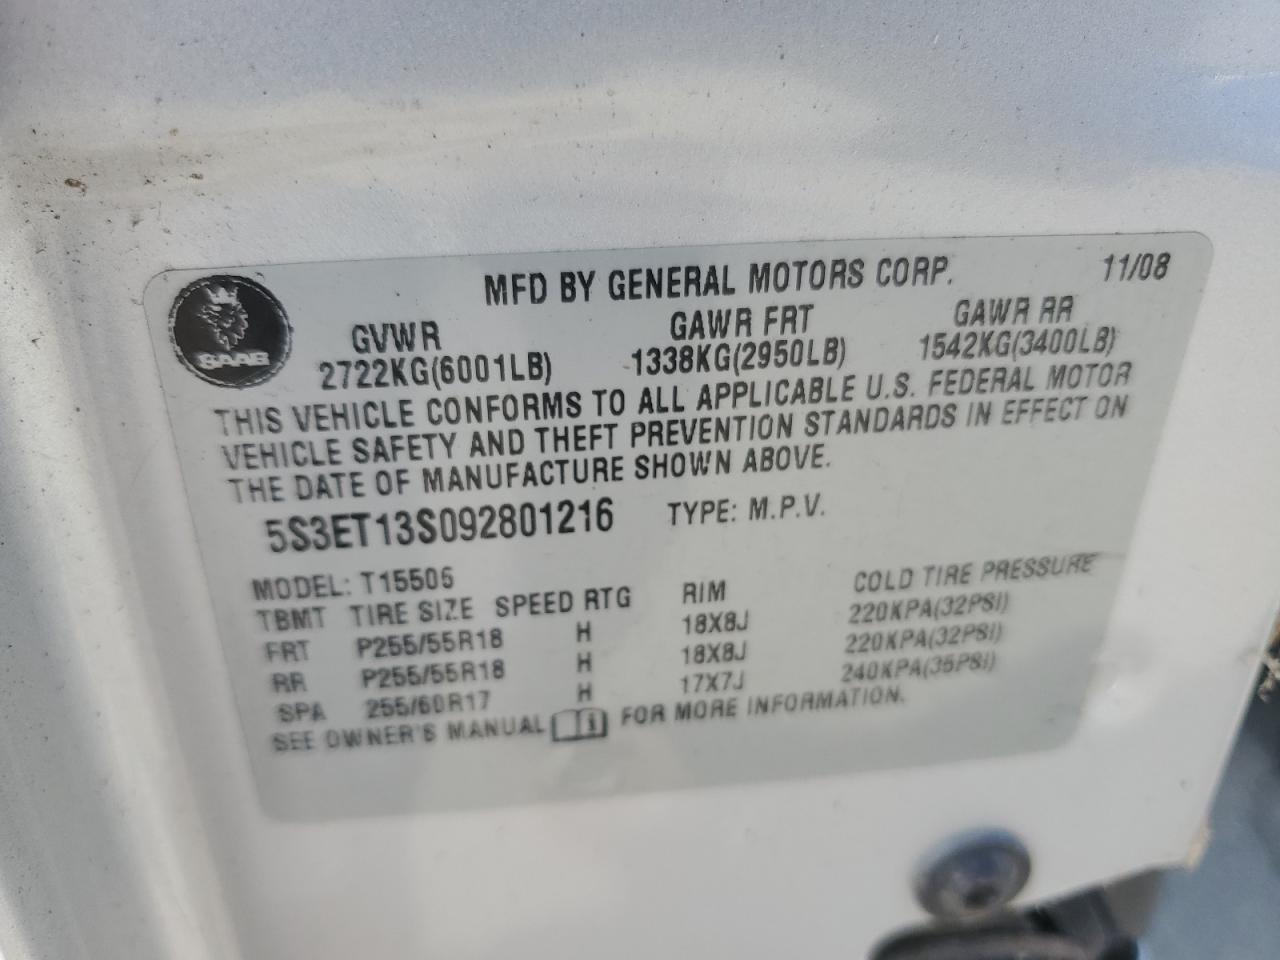 SAAB
MFD BY GENERAL MOTORS CORP. 11/08
GVWR GAWR FRT GAWR RR
2722KG(6001LB) 1338KG(2950LB) 1542KG(3400LB)
THIS VEHICLE CONFORMS TO ALL APPLICABLE U.S. FEDERAL MOTOR
VEHICLE SAFETY AND THEFT PREVENTION STANDARDS IN EFFECT ON
THE DATE OF MANUFACTURE SHOWN ABOVE.
5S3ET13S092801216 TYPE: M.P.V.
MODEL: T15506
TBMT TIRE SIZE SPEED RTG RIM COLD TIRE PRESSURE
FRT P255/55R18 H 18X8J 220KPA(32PSI)
RR P255/55R18 H 18X8J 220KPA(32PSI)
SPA 255/60R17 H 17X7J 240KPA(35PSI)
SEE OWNER'S MANUAL FOR MORE INFORMATION.